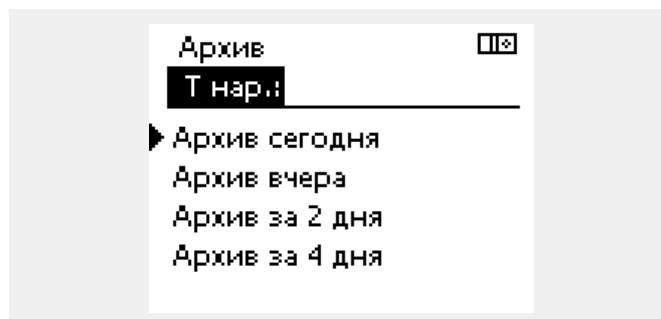 Архив
Т нар.:
Архив сегодня
Архив вчера
Архив за 2 дня
Архив за 4 дня